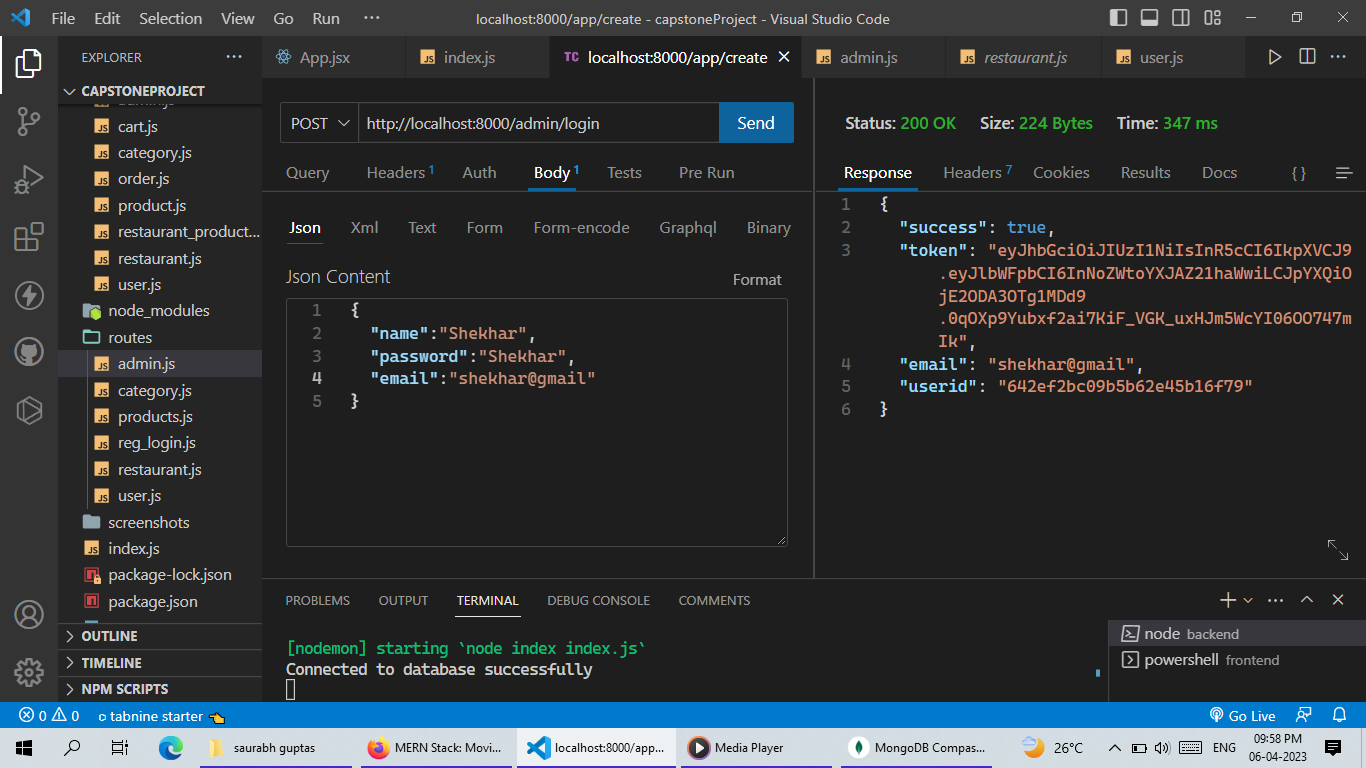 File Edit Selection View Go Run ··· localhost:8000/app/create - capstoneProject - Visual Studio Code
EXPLORER ···
App.jsx index.js TC localhost:8000/app/create admin.js restaurant.js user.js
CAPSTONEPROJECT
admin.js
cart.js
category.js
order.js
product.js
restaurant_product...
restaurant.js
user.js
node_modules
routes
admin.js
category.js
products.js
reg_login.js
restaurant.js
user.js
screenshots
index.js
package-lock.json
package.json
OUTLINE
TIMELINE
NPM SCRIPTS
POST http://localhost:8000/admin/login Send
Query Headers 1 Auth Body 1 Tests Pre Run
Json Xml Text Form Form-encode Graphql Binary
Json Content Format
1 {
2 "name":"Shekhar",
3 "password":"Shekhar",
4 "email":"shekhar@gmail"
5 }
Status: 200 OK Size: 224 Bytes Time: 347 ms
Response Headers 7 Cookies Results Docs { }
1 {
2 "success": true,
3 "token": "eyJhbGciOiJIUzI1NiIsInR5cCI6IkpXVCJ9
.eyJlbWFpbCI6InNoZWtoYXJAZ21haWwiLCJpYXQiO
jE2ODA3OTg1MDd9
.0qOXp9Yubxf2ai7KiF_VGK_uxHJm5WcYI06OO747m
Ik",
4 "email": "shekhar@gmail",
5 "userid": "642ef2bc09b5b62e45b16f79"
6 }
PROBLEMS OUTPUT TERMINAL DEBUG CONSOLE COMMENTS
[nodemon] starting `node index index.js`
Connected to database successfully
node backend
powershell frontend
0 0 tabnine starter Go Live
saurabh guptas MERN Stack: Movi... localhost:8000/app... Media Player MongoDB Compas... 26°C ENG 09:58 PM
06-04-2023